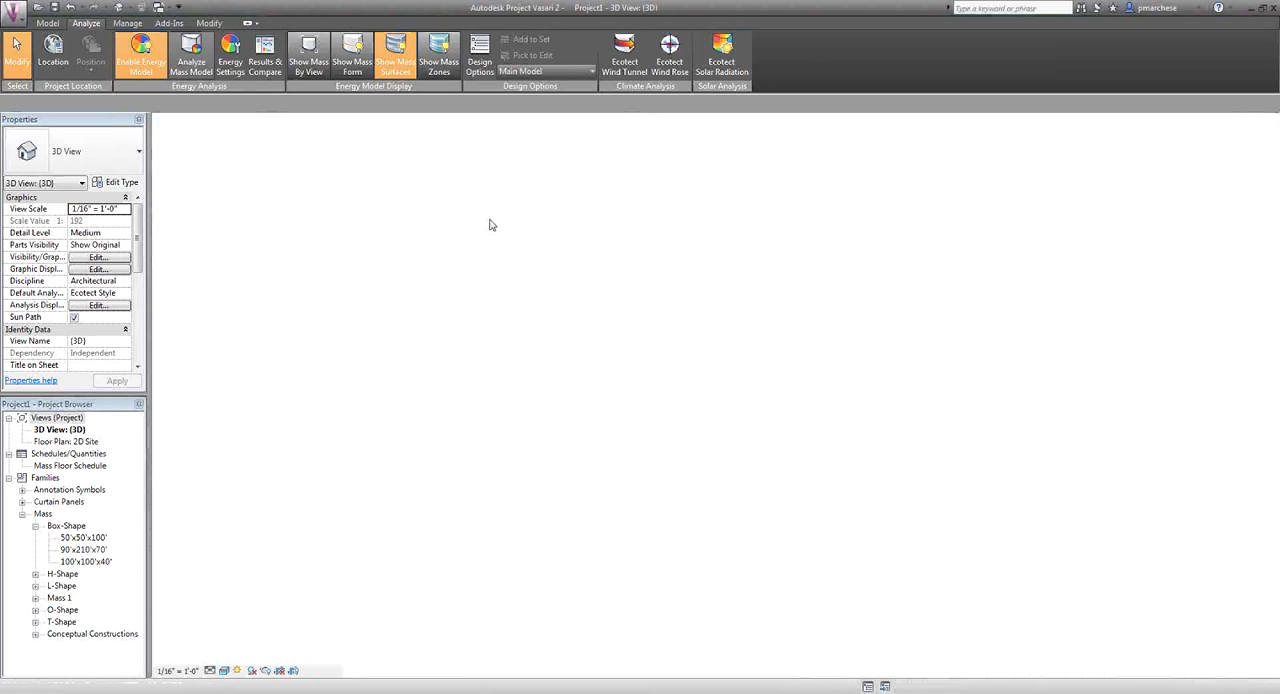 Autodesk Project Vasari 2 - Project1 - 3D View: {3D}
Type a keyword or phrase
pmarchese
Model Analyze Manage Add-Ins Modify
Modify
Location
Position
Enable Energy Model
Analyze Mass Model
Energy Settings
Results & Compare
Show Mass By View
Show Mass Form
Show Mass Surfaces
Show Mass Zones
Design Options
Add to Set
Pick to Edit
Main Model
Ecotect Wind Tunnel
Ecotect Wind Rose
Ecotect Solar Radiation
Select Project Location Energy Analysis Energy Model Display Design Options Climate Analysis Solar Analysis
Properties
3D View
3D View: {3D} Edit Type
Graphics
View Scale 1/16" = 1'-0"
Scale Value 1: 192
Detail Level Medium
Parts Visibility Show Original
Visibility/Grap... Edit...
Graphic Displ... Edit...
Discipline Architectural
Default Analy... Ecotect Style
Analysis Displ... Edit...
Sun Path
Identity Data
View Name {3D}
Dependency Independent
Title on Sheet
Properties help Apply
Project1 - Project Browser
Views (Project)
3D View: {3D}
Floor Plan: 2D Site
Schedules/Quantities
Mass Floor Schedule
Families
Annotation Symbols
Curtain Panels
Mass
Box-Shape
50'x50'x100'
90'x210'x70'
100'x100'x40'
H-Shape
L-Shape
Mass 1
O-Shape
T-Shape
Conceptual Constructions
1/16" = 1'-0"